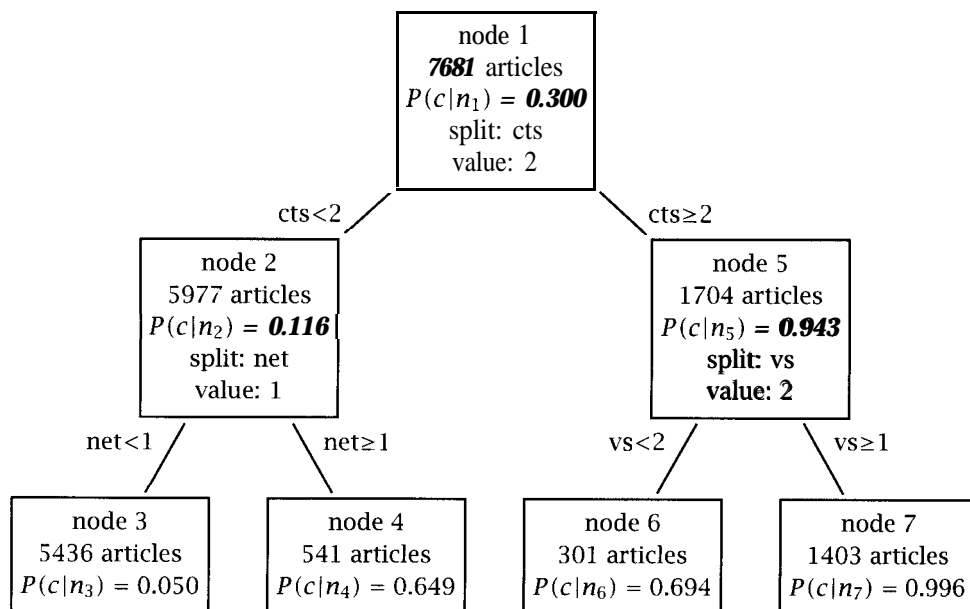 node 1
7681 articles
P(c|n₁) = 0.300
split: cts
value: 2
cts<2
cts≥2
node 2
5977 articles
P(c|n₂) = 0.116
split: net
value: 1
node 5
1704 articles
P(c|n₅) = 0.943
split: vs
value: 2
net<1
net≥1
vs<2
vs≥1
node 3
5436 articles
P(c|n₃) = 0.050
node 4
541 articles
P(c|n₄) = 0.649
node 6
301 articles
P(c|n₆) = 0.694
node 7
1403 articles
P(c|n₇) = 0.996